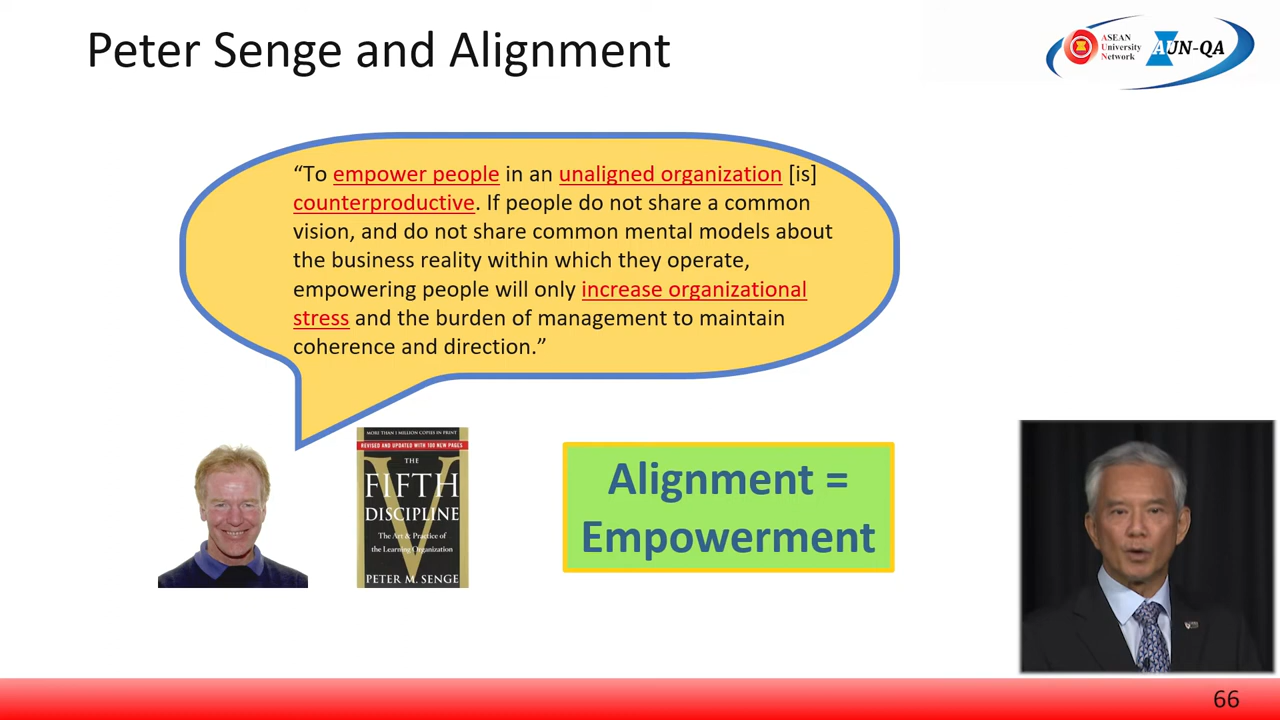 Peter Senge and Alignment
ASEAN
University
Network
AUN-QA
“To empower people in an unaligned organization [is]
counterproductive. If people do not share a common
vision, and do not share common mental models about
the business reality within which they operate,
empowering people will only increase organizational
stress and the burden of management to maintain
coherence and direction.”
MORE THAN 1 MILLION COPIES IN PRINT
REVISED AND UPDATED WITH 100 NEW PAGES
THE
FIFTH
DISCIPLINE
The Art & Practice of
the Learning Organization
PETER M. SENGE
Alignment =
Empowerment
66